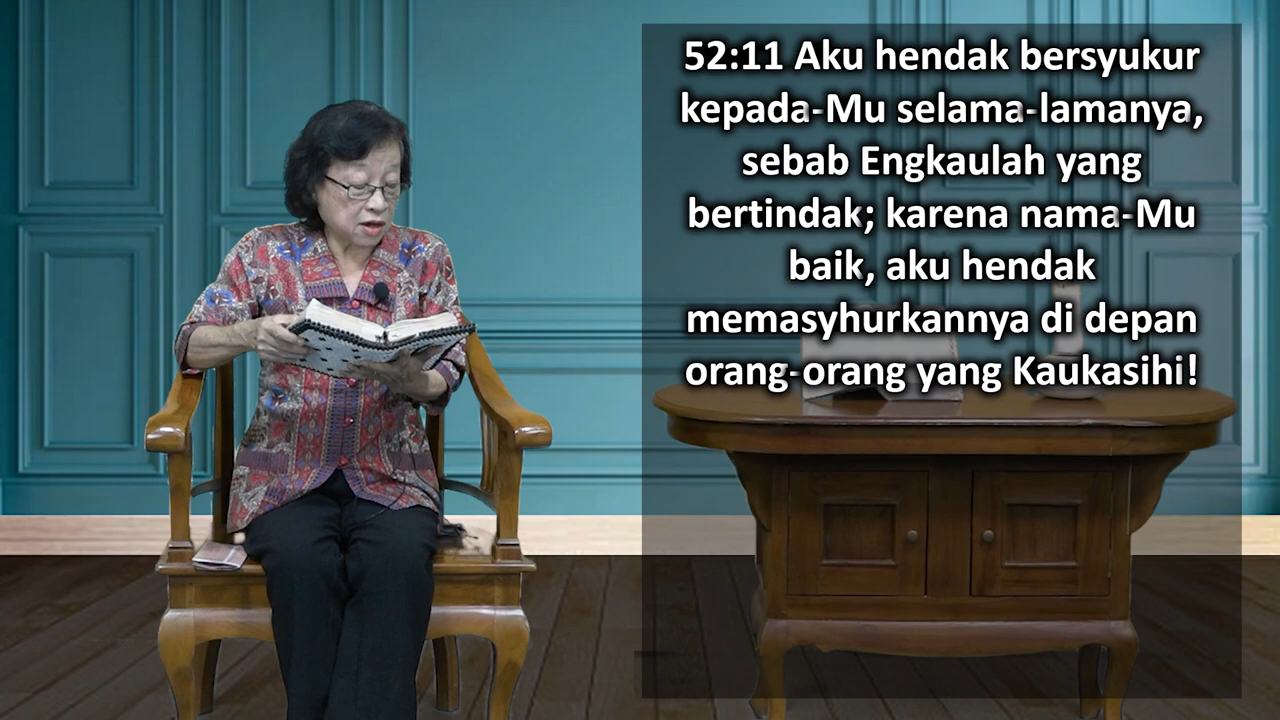 52:11 Aku hendak bersyukur
kepada-Mu selama-lamanya,
sebab Engkaulah yang
bertindak; karena nama-Mu
baik, aku hendak
memasyhurkannya di depan
orang-orang yang Kaukasihi!